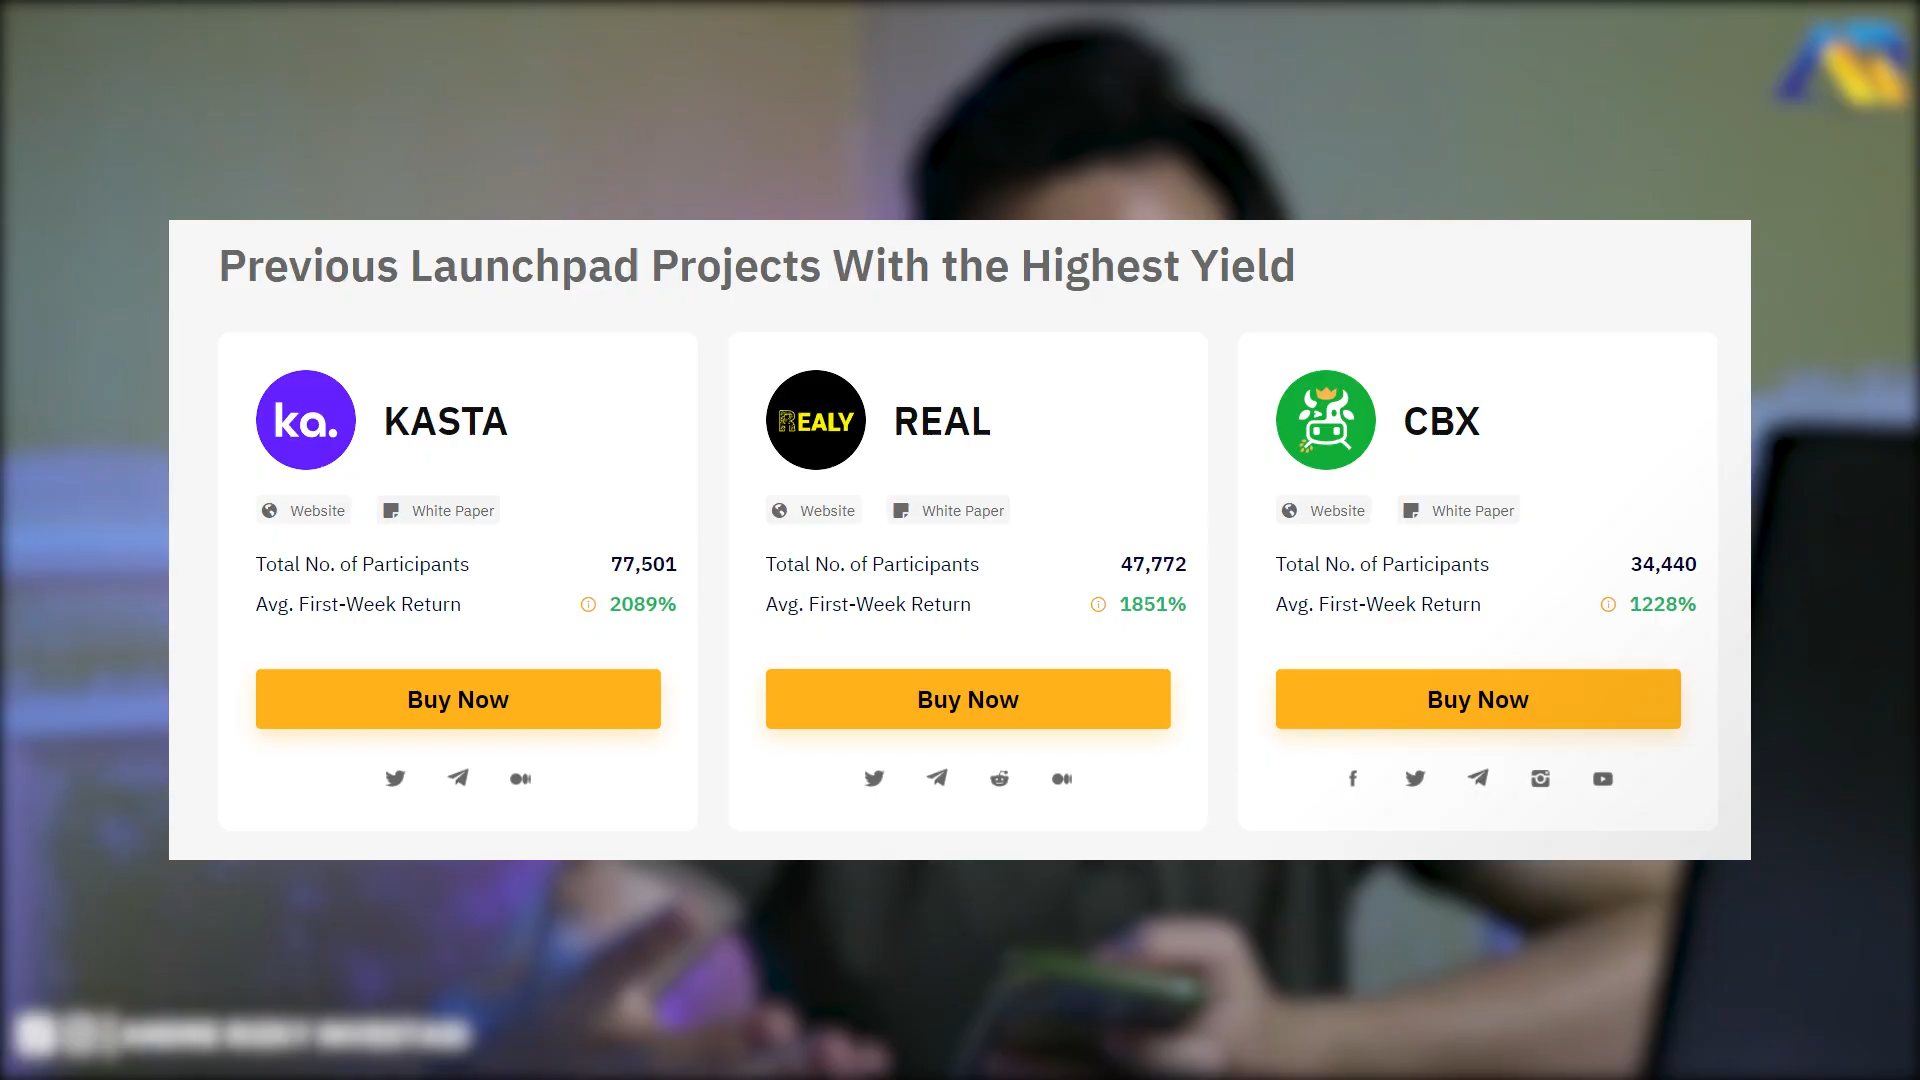 Previous Launchpad Projects With the Highest Yield
ka.
KASTA
Website
White Paper
Total No. of Participants 77,501
Avg. First-Week Return 2089%
Buy Now
REALY
REAL
Website
White Paper
Total No. of Participants 47,772
Avg. First-Week Return 1851%
Buy Now
CBX
Website
White Paper
Total No. of Participants 34,440
Avg. First-Week Return 1228%
Buy Now